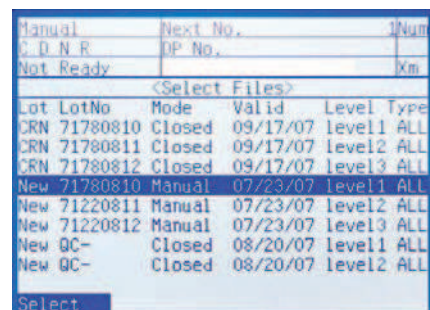 Manual Next No. 1 Num
C D N R DP No.
Not Ready Xm
<Select Files>
Lot LotNo Mode Valid Level Type
CRN 71780810 Closed 09/17/07 level1 ALL
CRN 71780811 Closed 09/17/07 level2 ALL
CRN 71780812 Closed 09/17/07 level3 ALL
New 71780810 Manual 07/23/07 level1 ALL
New 71220811 Manual 07/23/07 level2 ALL
New 71220812 Manual 07/23/07 level3 ALL
New QC- Closed 08/20/07 level1 ALL
New QC- Closed 08/20/07 level2 ALL
Select